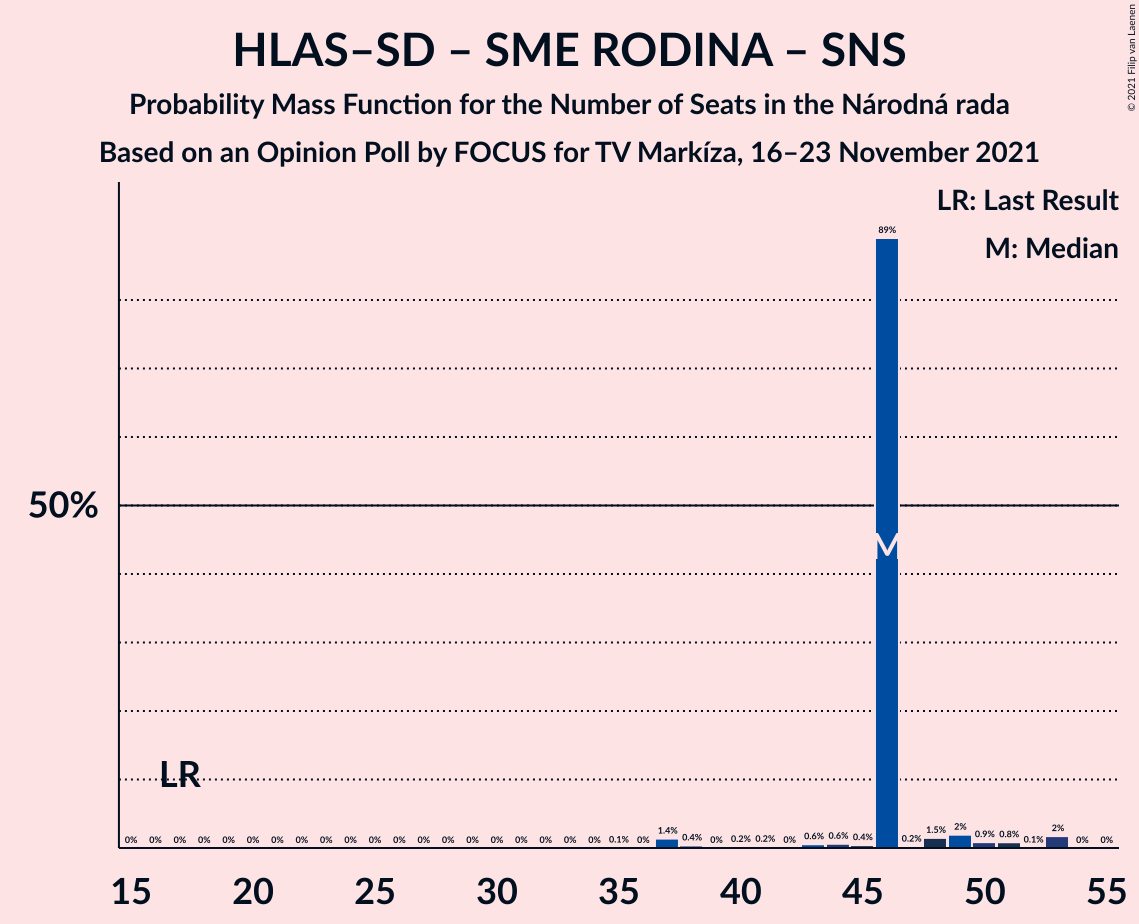 HLAS–SD – SME RODINA – SNS
Probability Mass Function for the Number of Seats in the Národná rada
Based on an Opinion Poll by FOCUS for TV Markíza, 16–23 November 2021
© 2021 Filip van Laenen
LR: Last Result
M: Median
89%
50%
M
LR
0% 0% 0% 0% 0% 0% 0% 0% 0% 0% 0% 0% 0% 0% 0% 0% 0% 0% 0% 0% 0.1% 0% 1.4% 0.4% 0% 0.2% 0.2% 0% 0.6% 0.6% 0.4% 0.2% 1.5% 2% 0.9% 0.8% 0.1% 2% 0% 0%
15 20 25 30 35 40 45 50 55